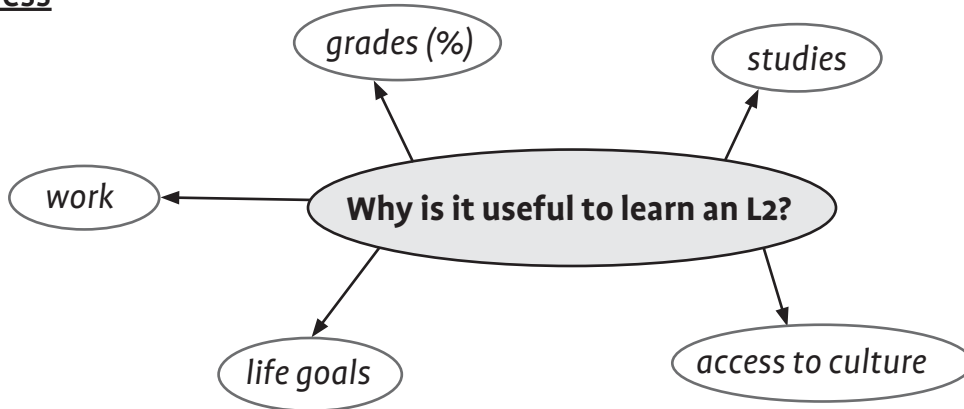 grades (%)
studies
work
Why is it useful to learn an L2?
life goals
access to culture